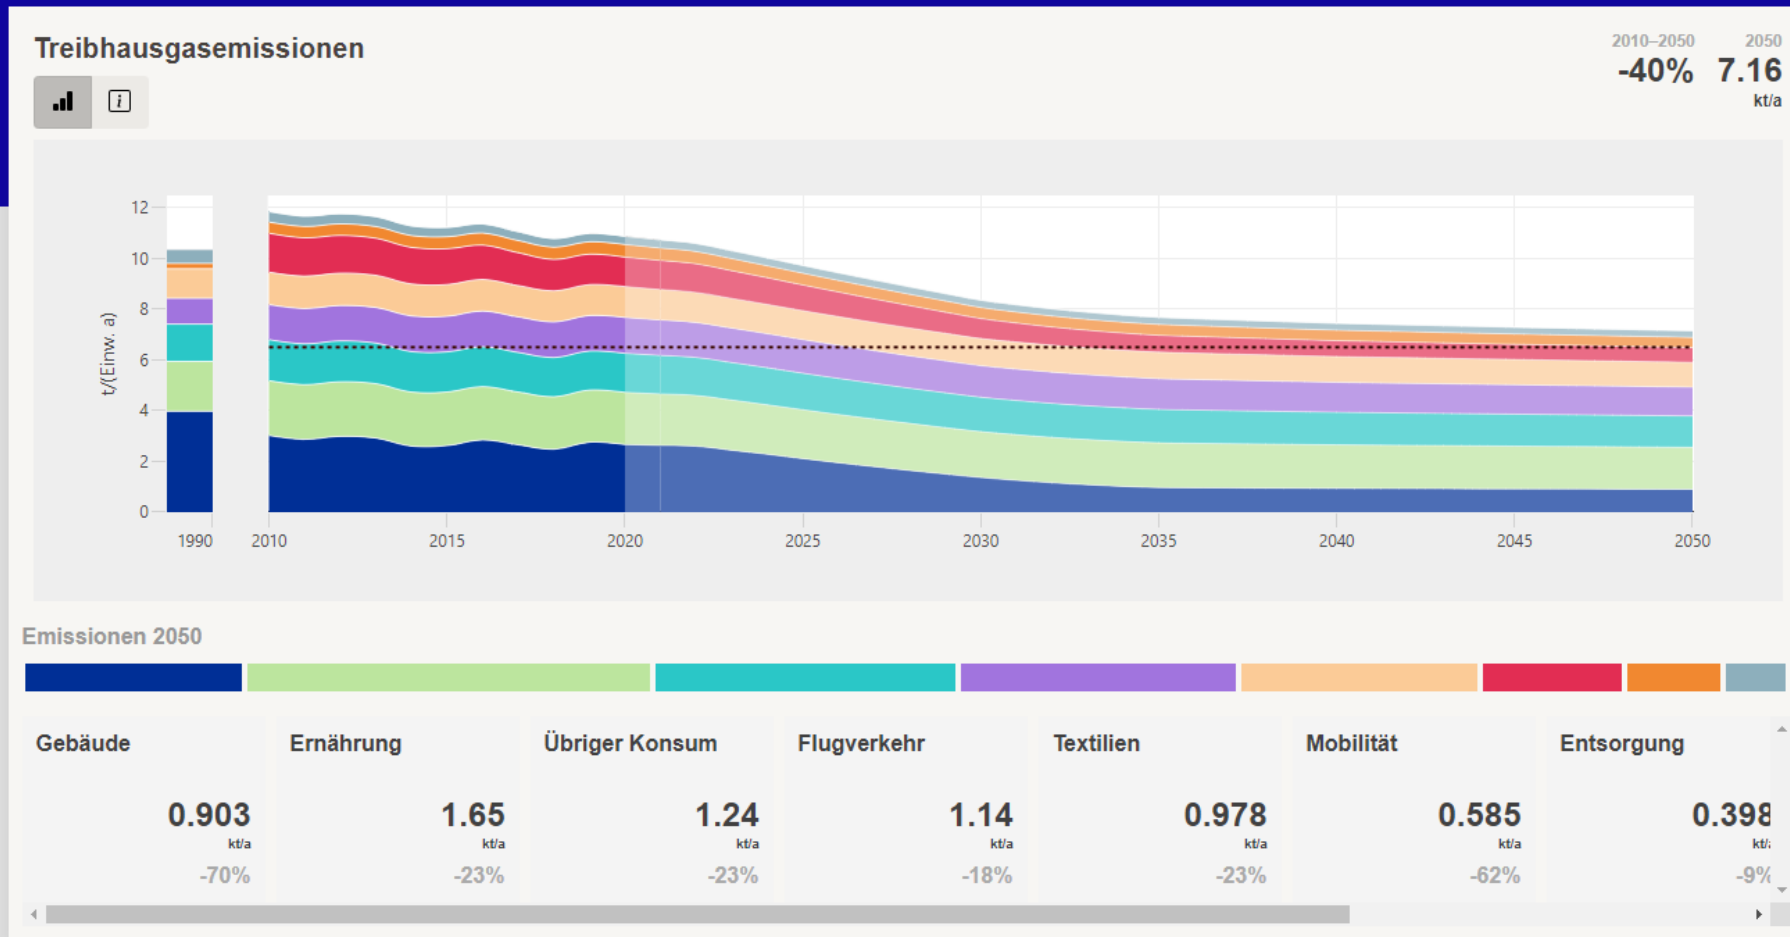 Treibhausgasemissionen
2010–2050 2050
-40% 7.16
kt/a
i
t/(Einw. a)
12
10
8
6
4
2
0
1990 2010 2015 2020 2025 2030 2035 2040 2045 2050
Emissionen 2050
Gebäude Ernährung Übriger Konsum Flugverkehr Textilien Mobilität Entsorgung
0.903 1.65 1.24 1.14 0.978 0.585 0.398
kt/a kt/a kt/a kt/a kt/a kt/a kt/
-70% -23% -23% -18% -23% -62% -9%